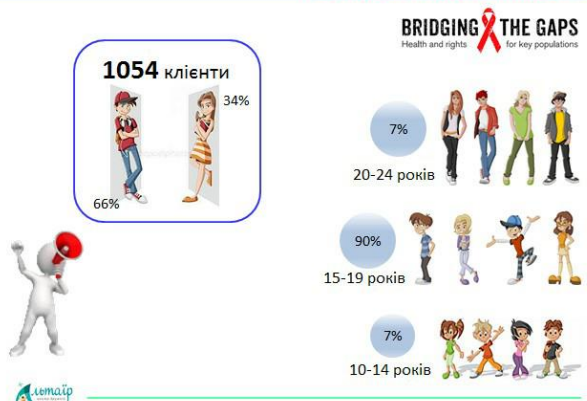 BRIDGING THE GAPS
Health and rights for key populations
1054 клієнти
34%
66%
7%
20-24 років
90%
15-19 років
7%
10-14 років
льтаїр